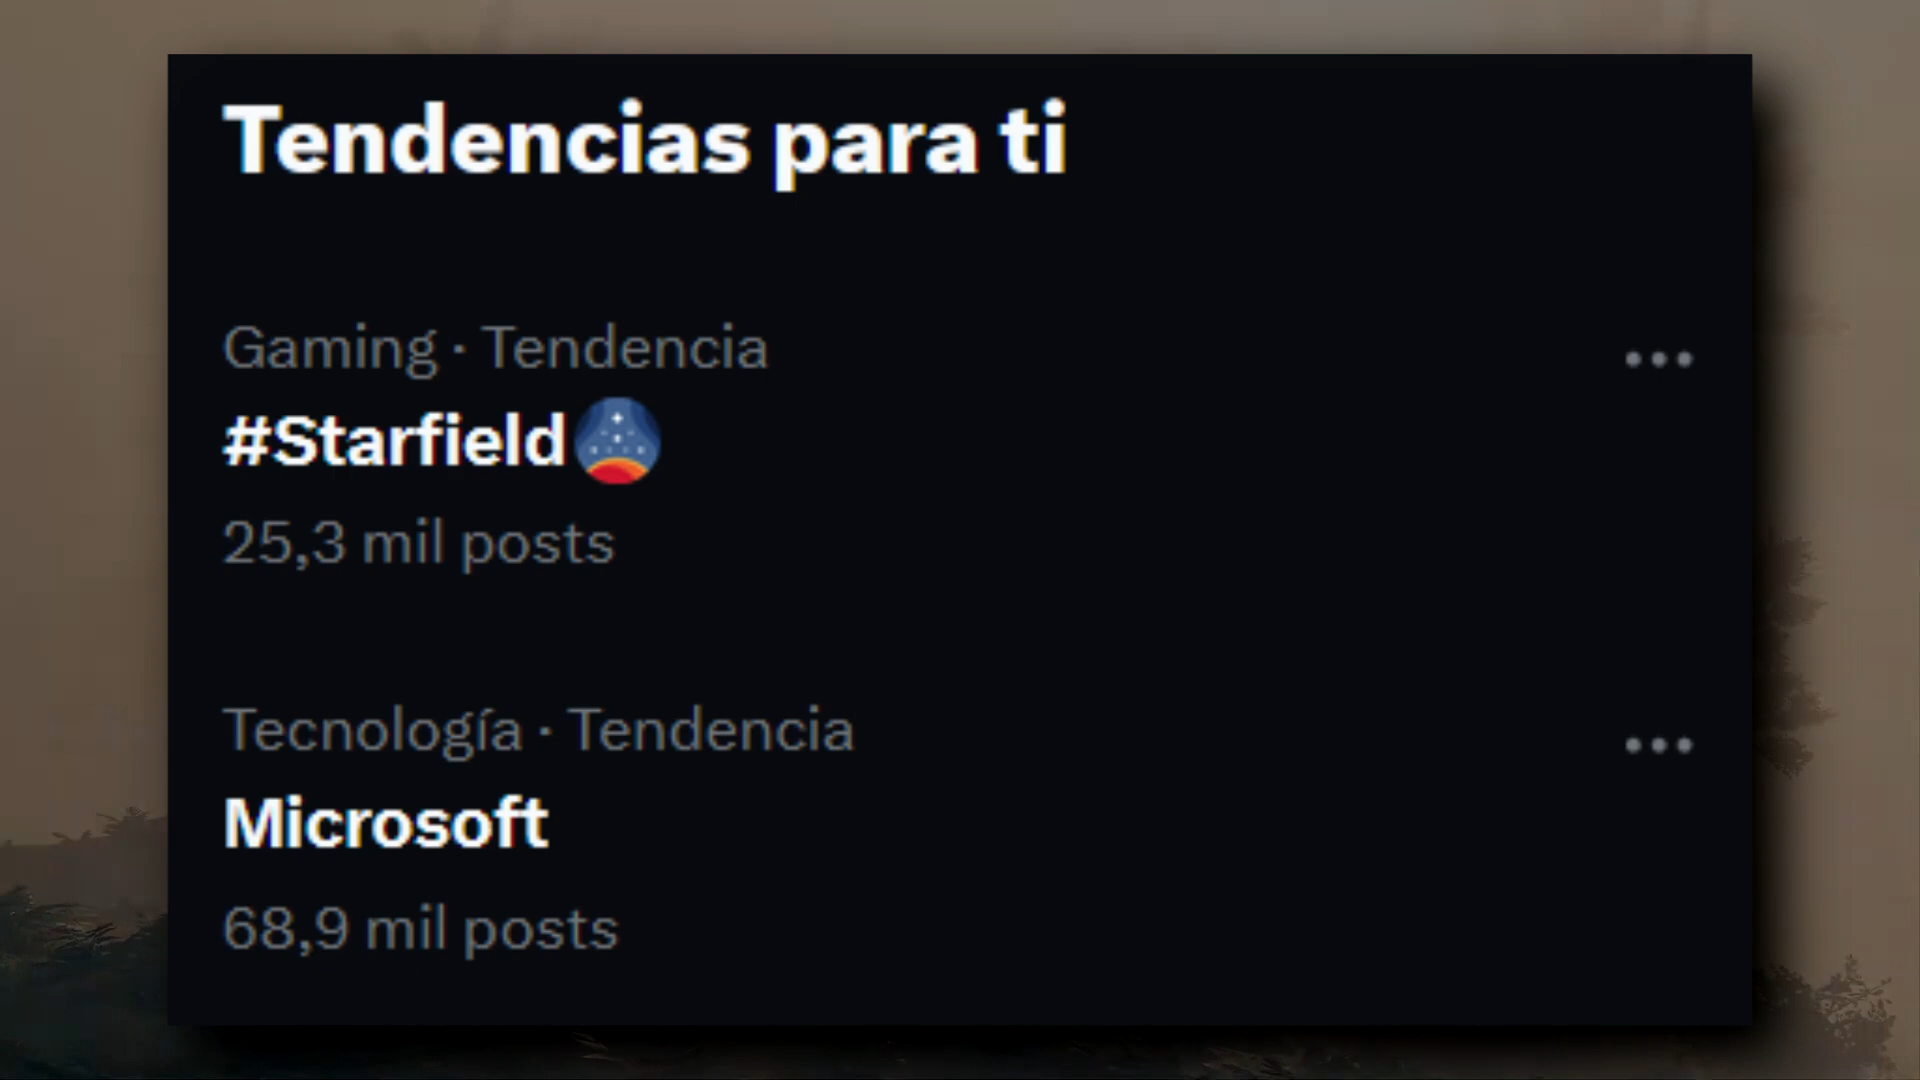 Tendencias para ti
Gaming · Tendencia
#Starfield
25,3 mil posts
Tecnología · Tendencia
Microsoft
68,9 mil posts